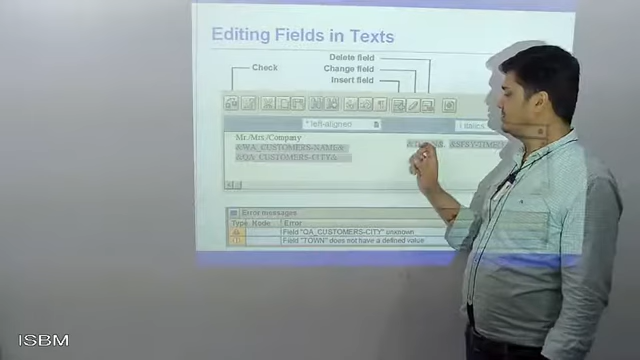 Editing Fields in Texts
Delete field
Check
Change field
Insert field
* left-aligned
Mr./Mrs./Company
&WA_CUSTOMERS-NAME&
&QA_CUSTOMERS-CITY&
Error messages
Type Node Error
Field "QA_CUSTOMERS-CITY" unknown
Field "TOWN" does not have a defined value
ISBM